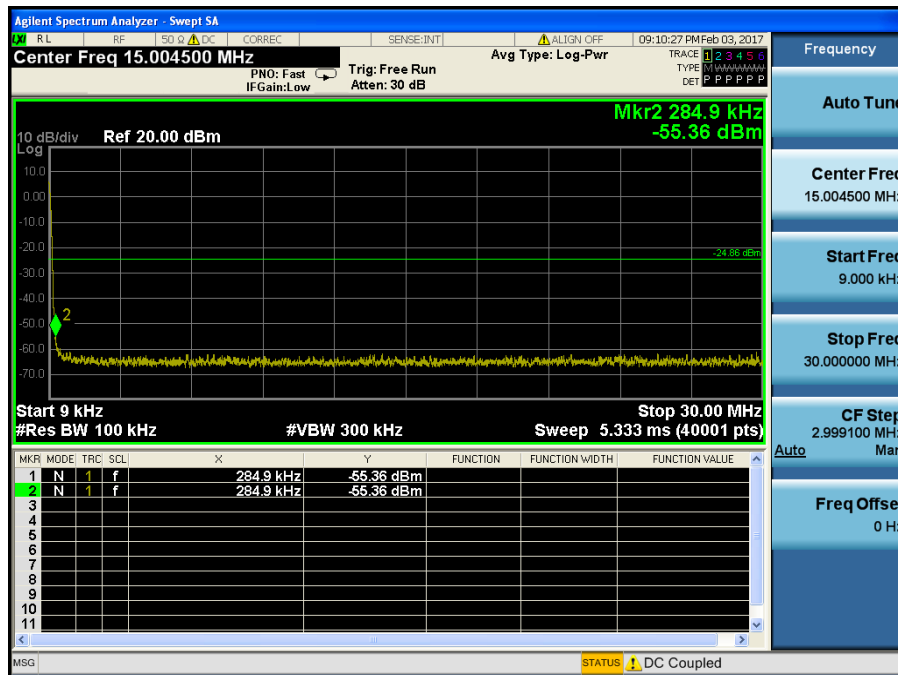 Agilent Spectrum Analyzer - Swept SA
LXI RL RF 50 Ω DC CORREC SENSE:INT ALIGN OFF 09:10:27 PM Feb 03, 2017
Center Freq 15.004500 MHz
PNO: Fast
IFGain:Low
Trig: Free Run
Atten: 30 dB
Avg Type: Log-Pwr
TRACE 1 2 3 4 5 6
TYPE M WWWWW
DET P P P P P P
Mkr2 284.9 kHz
-55.36 dBm
10 dB/div Ref 20.00 dBm
Log
10.0
0.00
-10.0
-20.0
-24.86 dBm
-30.0
-40.0
-50.0
2
-60.0
-70.0
Start 9 kHz Stop 30.00 MHz
#Res BW 100 kHz #VBW 300 kHz Sweep 5.333 ms (40001 pts)
MKR MODE TRC SCL X Y FUNCTION FUNCTION WIDTH FUNCTION VALUE
1 N 1 f 284.9 kHz -55.36 dBm
2 N 1 f 284.9 kHz -55.36 dBm
3
4
5
6
7
8
9
10
11
MSG STATUS DC Coupled
Frequency
Auto Tune
Center Freq
15.004500 MHz
Start Freq
9.000 kHz
Stop Freq
30.000000 MHz
CF Step
2.999100 MHz
Auto Man
Freq Offset
0 Hz